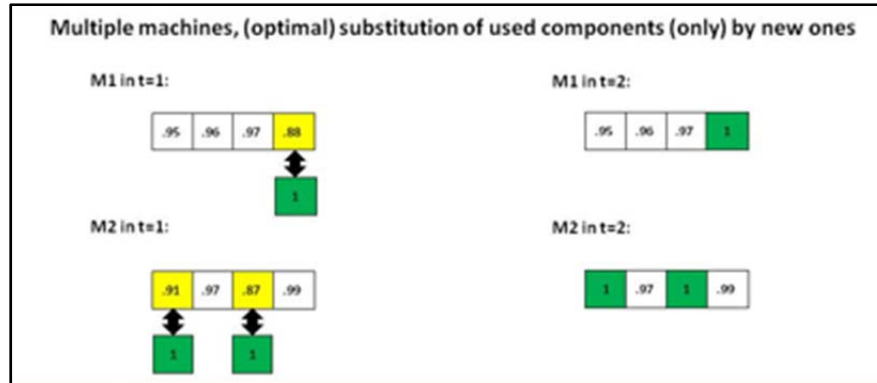 Multiple machines, (optimal) substitution of used components (only) by new ones
M1 in t=1:
M1 in t=2:
.95 .96 .97 .88
.95 .96 .97 1
1
M2 in t=1:
M2 in t=2:
.91 .97 .87 .99
1 .97 1 .99
1 1